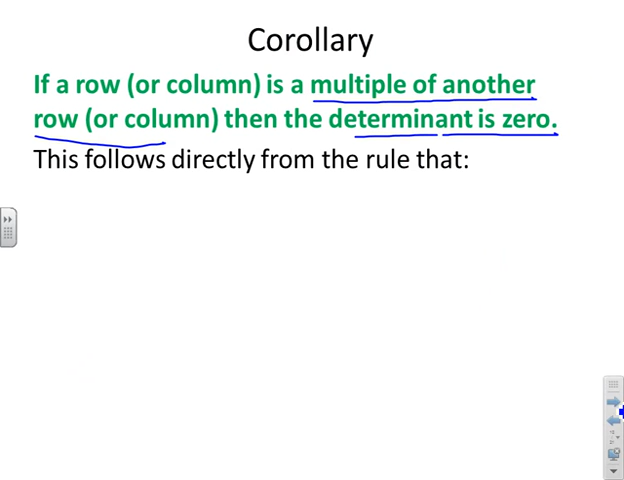 Corollary
If a row (or column) is a multiple of another
row (or column) then the determinant is zero.
This follows directly from the rule that: